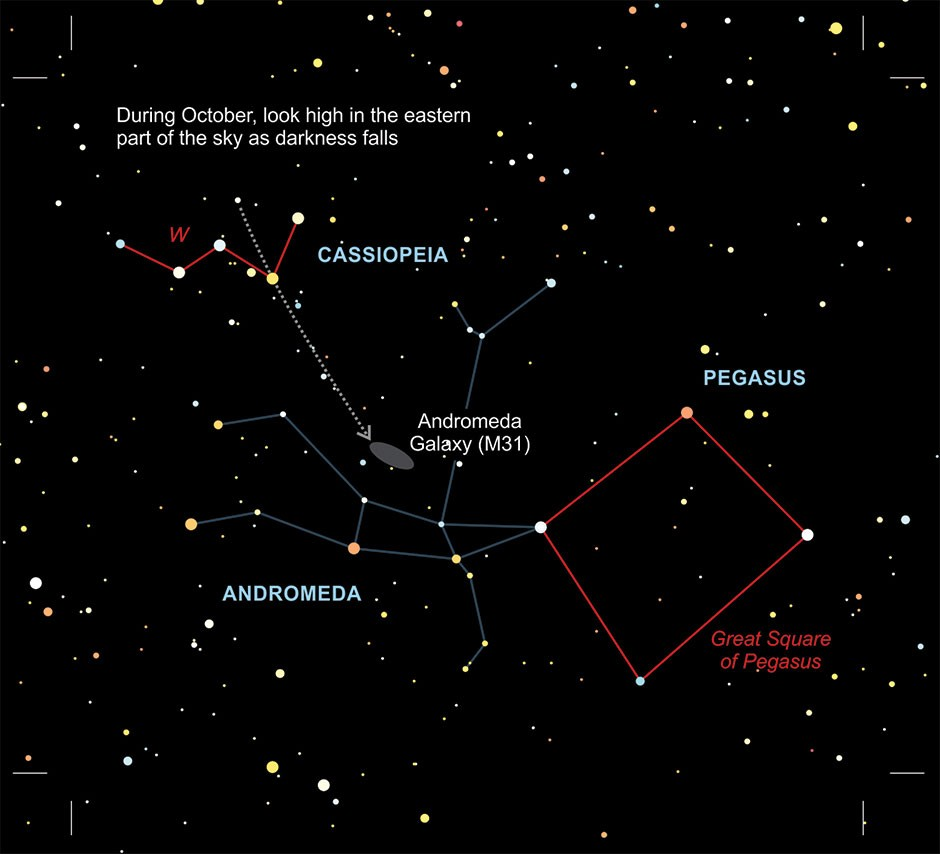 During October, look high in the eastern
part of the sky as darkness falls
W
CASSIOPEIA
PEGASUS
Andromeda
Galaxy (M31)
ANDROMEDA
Great Square
of Pegasus